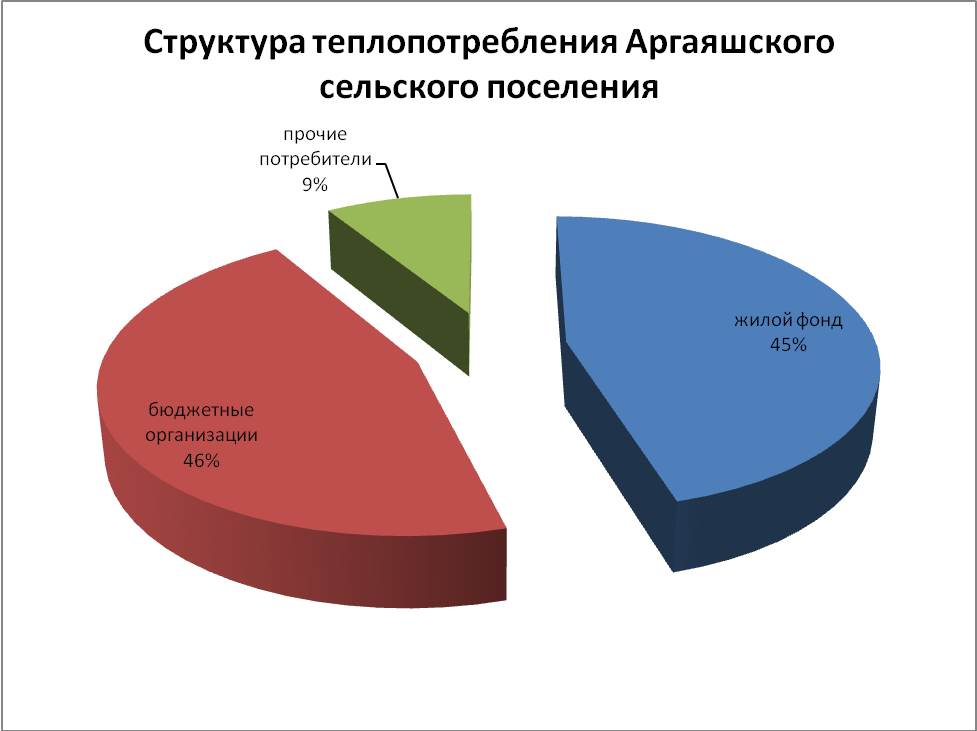 Структура теплопотребления Аргаяшского
сельского поселения
прочие
потребители
9%
жилой фонд
45%
бюджетные
организации
46%